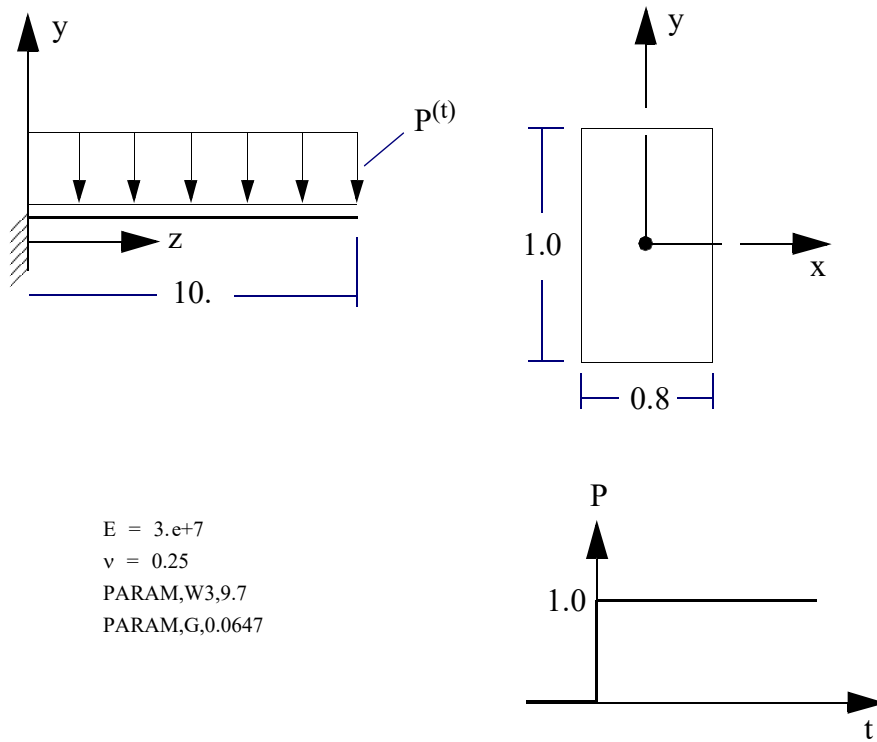 y
P(t)
z
10.
y
1.0
x
0.8
E = 3.e+7
ν = 0.25
PARAM,W3,9.7
PARAM,G,0.0647
P
1.0
t